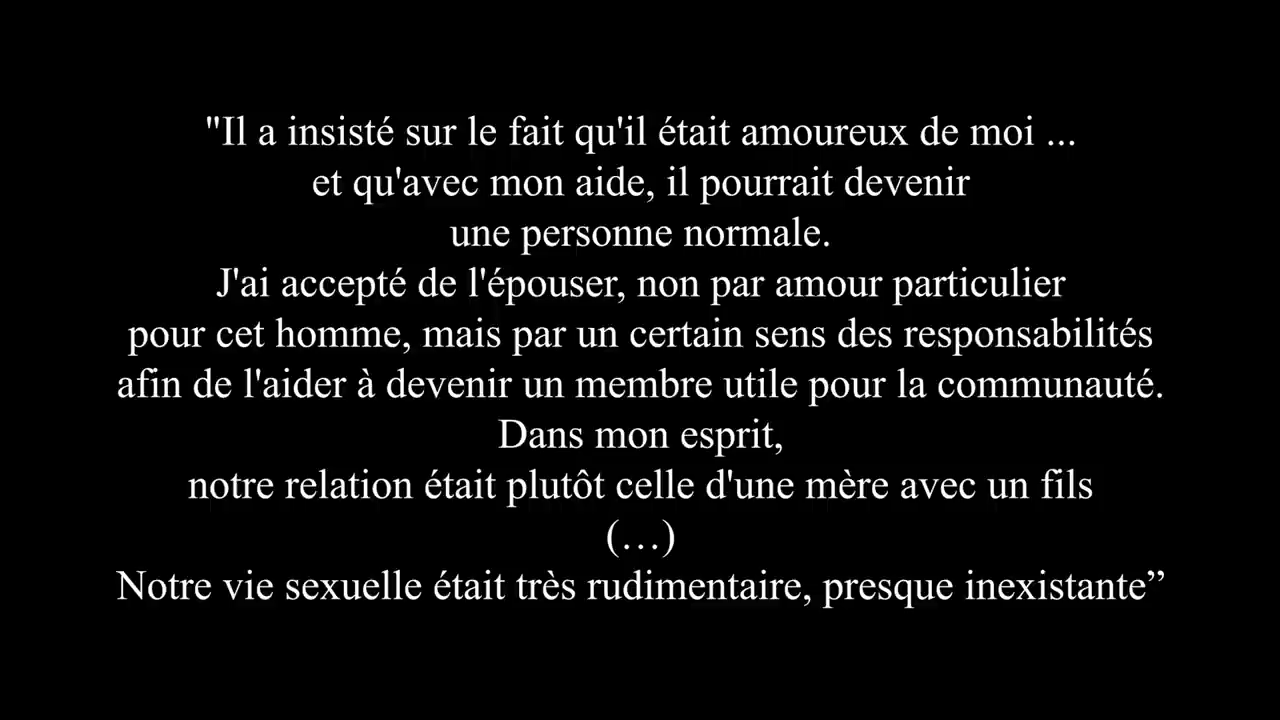 "Il a insisté sur le fait qu'il était amoureux de moi ...
et qu'avec mon aide, il pourrait devenir
une personne normale.
J'ai accepté de l'épouser, non par amour particulier
pour cet homme, mais par un certain sens des responsabilités
afin de l'aider à devenir un membre utile pour la communauté.
Dans mon esprit,
notre relation était plutôt celle d'une mère avec un fils
(…)
Notre vie sexuelle était très rudimentaire, presque inexistante”